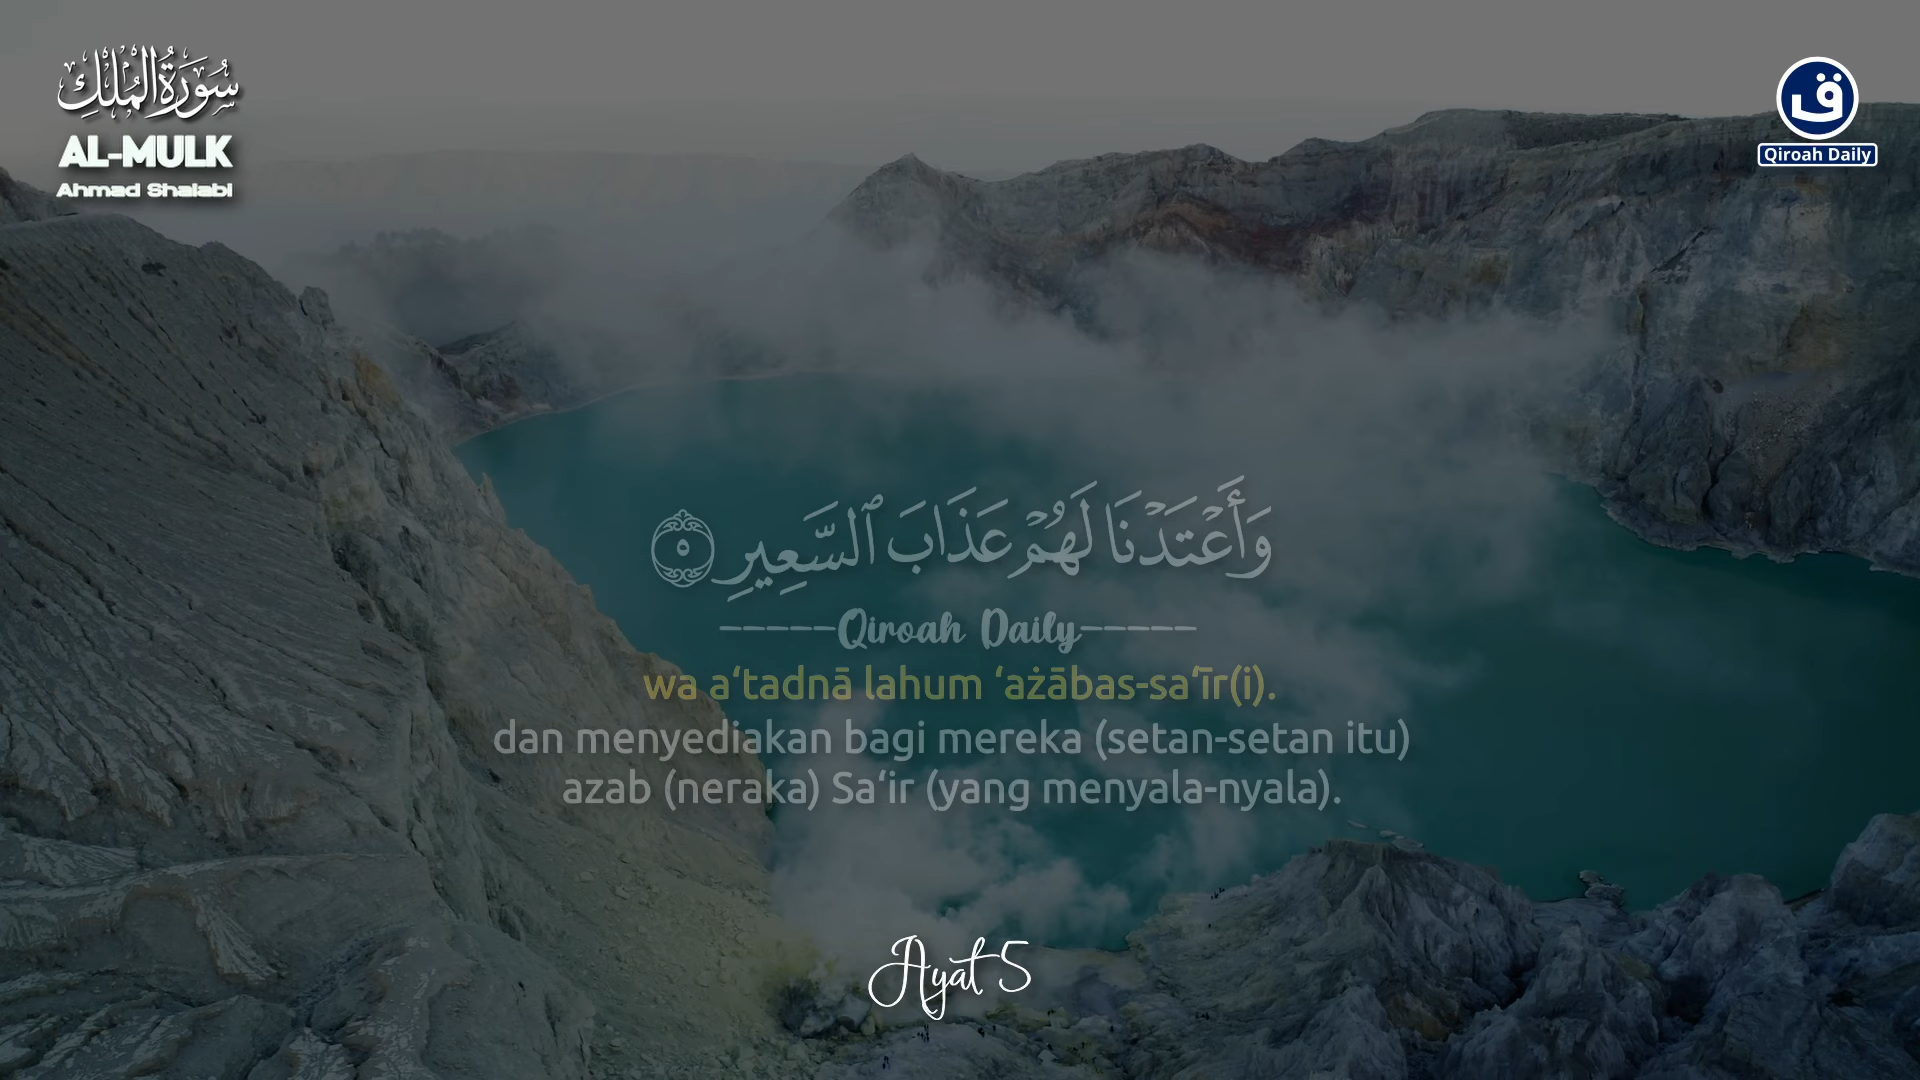 سُورَةُ الْمُلْكِ
AL-MULK
Ahmad Shalabi
ق
Qiroah Daily
وَأَعْتَدْنَا لَهُمْ عَذَابَ ٱلسَّعِيرِ ٥
-----Qiroah Daily-----
wa a‘tadnā lahum ‘ażābas-sa‘īr(i).
dan menyediakan bagi mereka (setan-setan itu)
azab (neraka) Sa‘ir (yang menyala-nyala).
Ayat 5